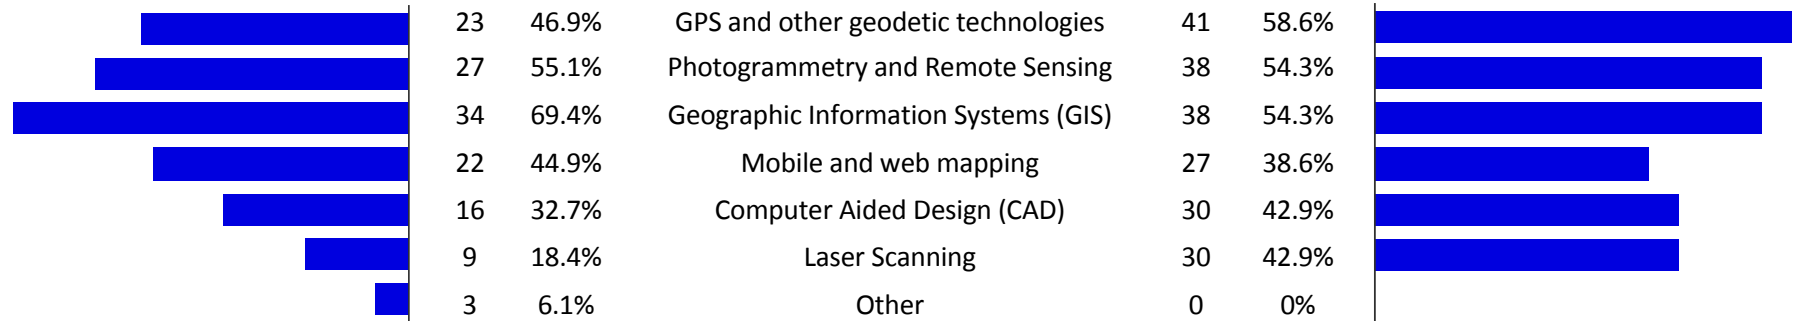 23 46.9% GPS and other geodetic technologies 41 58.6%
27 55.1% Photogrammetry and Remote Sensing 38 54.3%
34 69.4% Geographic Information Systems (GIS) 38 54.3%
22 44.9% Mobile and web mapping 27 38.6%
16 32.7% Computer Aided Design (CAD) 30 42.9%
9 18.4% Laser Scanning 30 42.9%
3 6.1% Other 0 0%